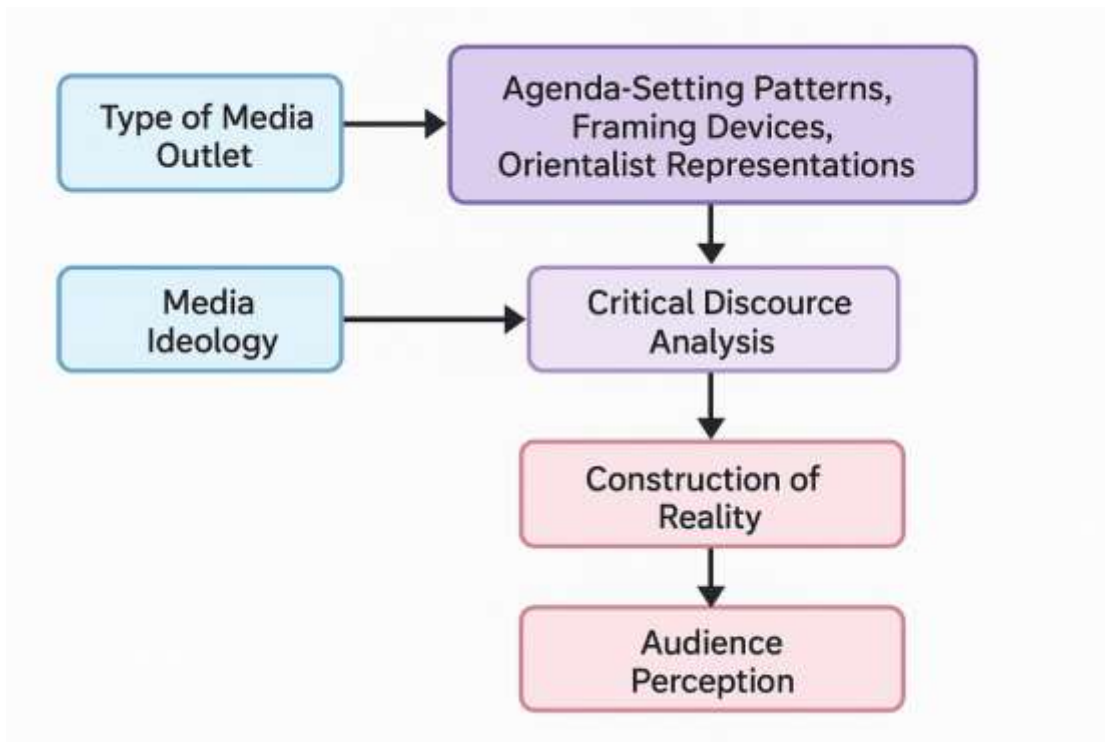 Type of Media
Outlet
Agenda-Setting Patterns,
Framing Devices,
Orientalist Representations
Media
Ideology
Critical Discource
Analysis
Construction of
Reality
Audience
Perception